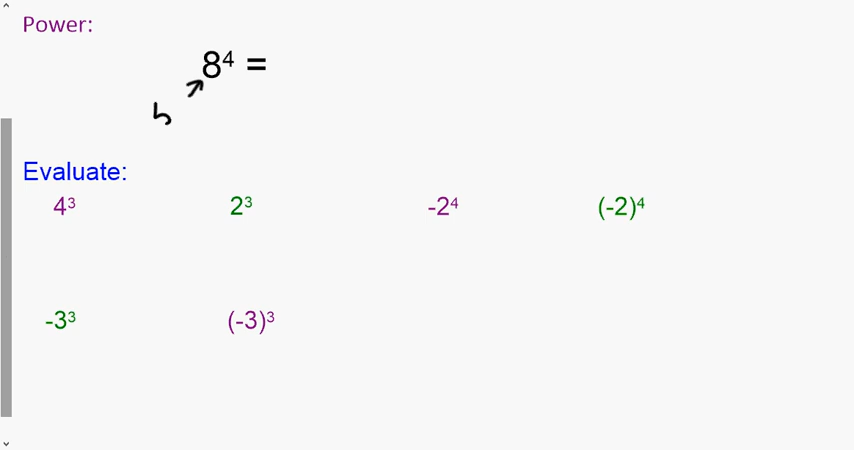 Power:
8⁴ =
Evaluate:
4³ 2³ -2⁴ (-2)⁴
-3³ (-3)³